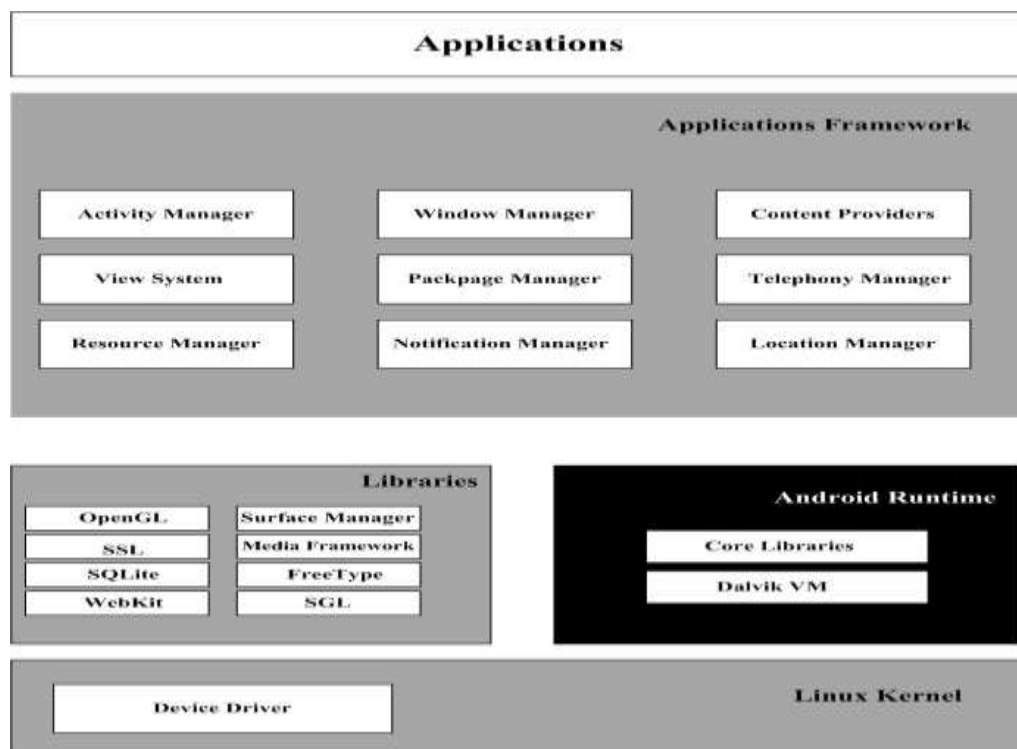 Applications
Applications Framework
Activity Manager
Window Manager
Content Providers
View System
Packpage Manager
Telephony Manager
Resource Manager
Notification Manager
Location Manager
Libraries
OpenGL
Surface Manager
SSL
Media Framework
SQLite
FreeType
WebKit
SGL
Android Runtime
Core Libraries
Dalvik VM
Linux Kernel
Device Driver